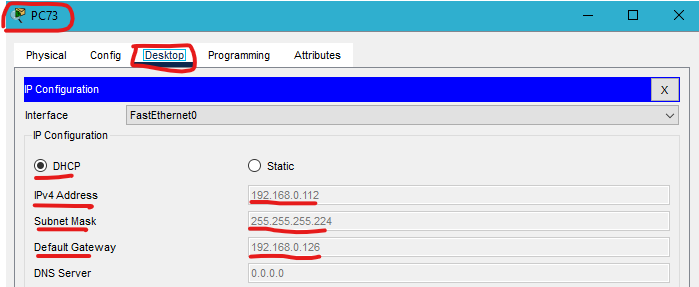 PC73
Physical Config Desktop Programming Attributes
IP Configuration X
Interface FastEthernet0
IP Configuration
DHCP Static
IPv4 Address 192.168.0.112
Subnet Mask 255.255.255.224
Default Gateway 192.168.0.126
DNS Server 0.0.0.0